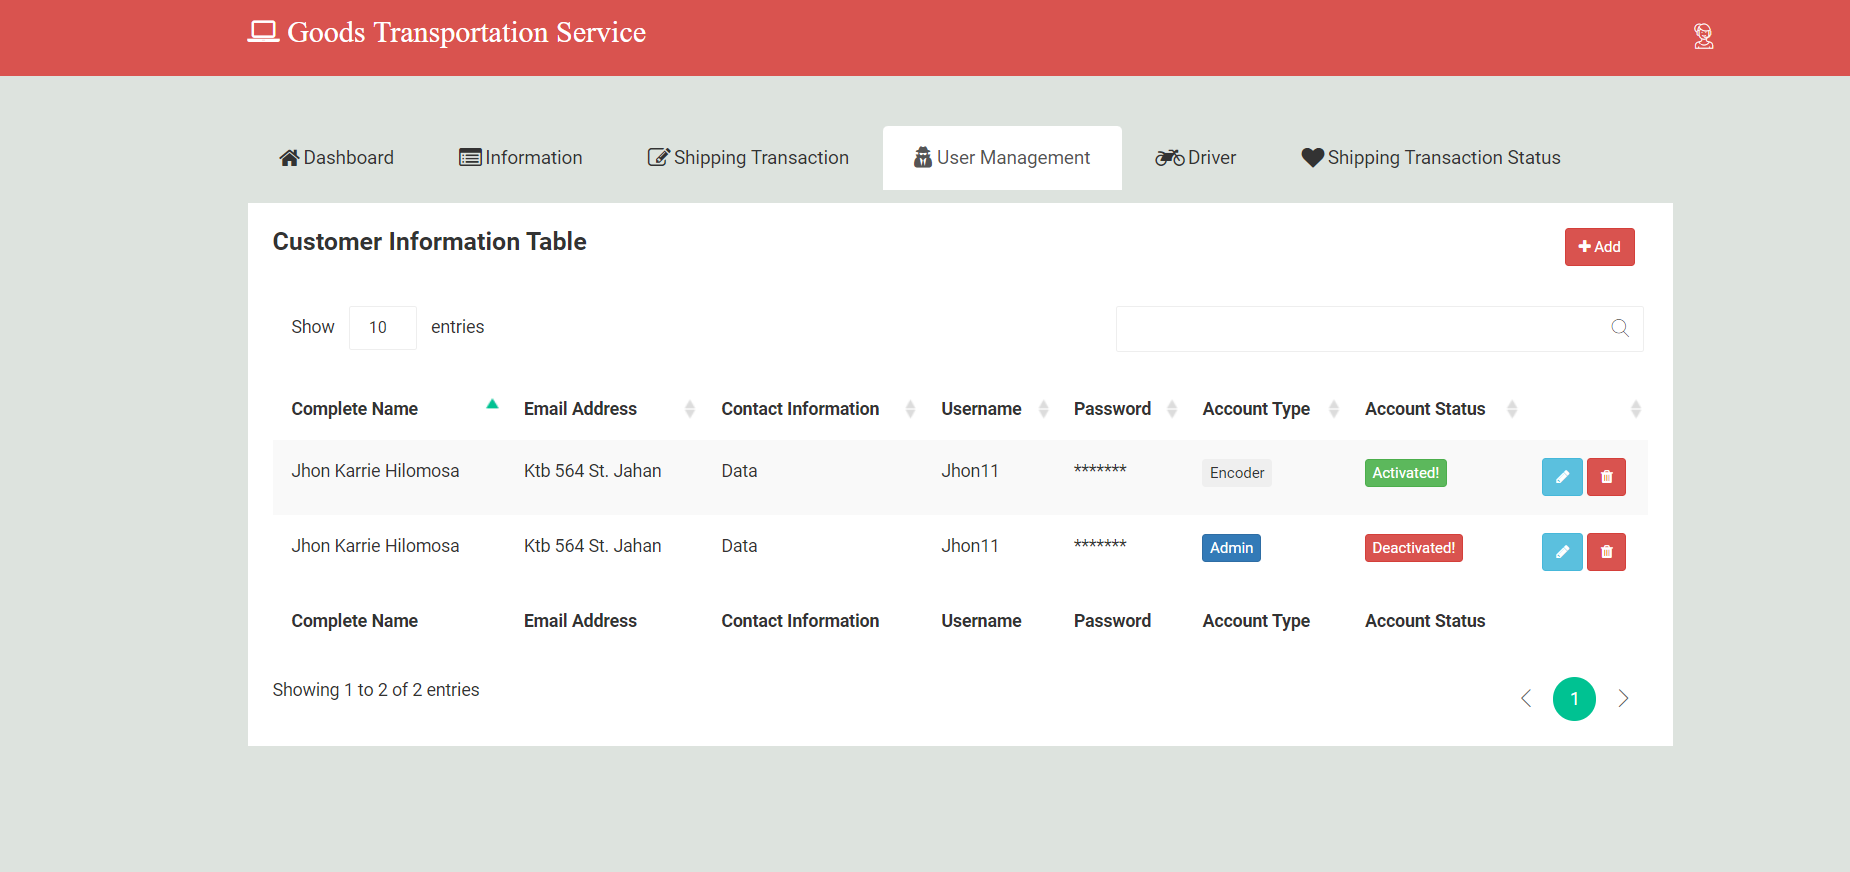 Goods Transportation Service
Dashboard Information Shipping Transaction User Management Driver Shipping Transaction Status
Customer Information Table
Add
Show 10 entries
Complete Name Email Address Contact Information Username Password Account Type Account Status
Jhon Karrie Hilomosa Ktb 564 St. Jahan Data Jhon11 ******* Encoder Activated!
Jhon Karrie Hilomosa Ktb 564 St. Jahan Data Jhon11 ******* Admin Deactivated!
Complete Name Email Address Contact Information Username Password Account Type Account Status
Showing 1 to 2 of 2 entries
1